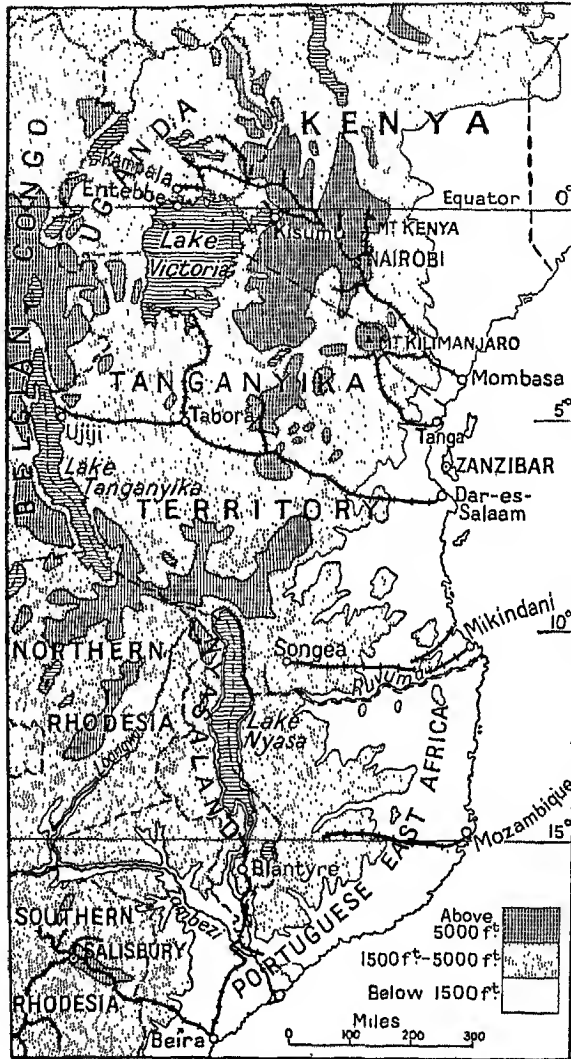 KENYA
UGANDA
BELGIAN CONGO
Kampala
Entebbe
Equator 0°
Kisumu
MT KENYA
Lake
Victoria
NAIROBI
MT KILIMANJARO
TANGANYIKA
Mombasa
Ujiji
Tabora
5°
Tanga
Lake
Tanganyika
ZANZIBAR
TERRITORY
Dar-es-
Salaam
10°
Mikindani
NORTHERN
Songea
Ruvuma
RHODESIA
NYASALAND
Lake
Nyasa
Mozambique
15°
Blantyre
PORTUGUESE EAST AFRICA
Zambezi
SOUTHERN
SALISBURY
RHODESIA
Beira
Above
5000 ft
1500 ft-5000 ft
Below 1500 ft
0 100 200 300
Miles